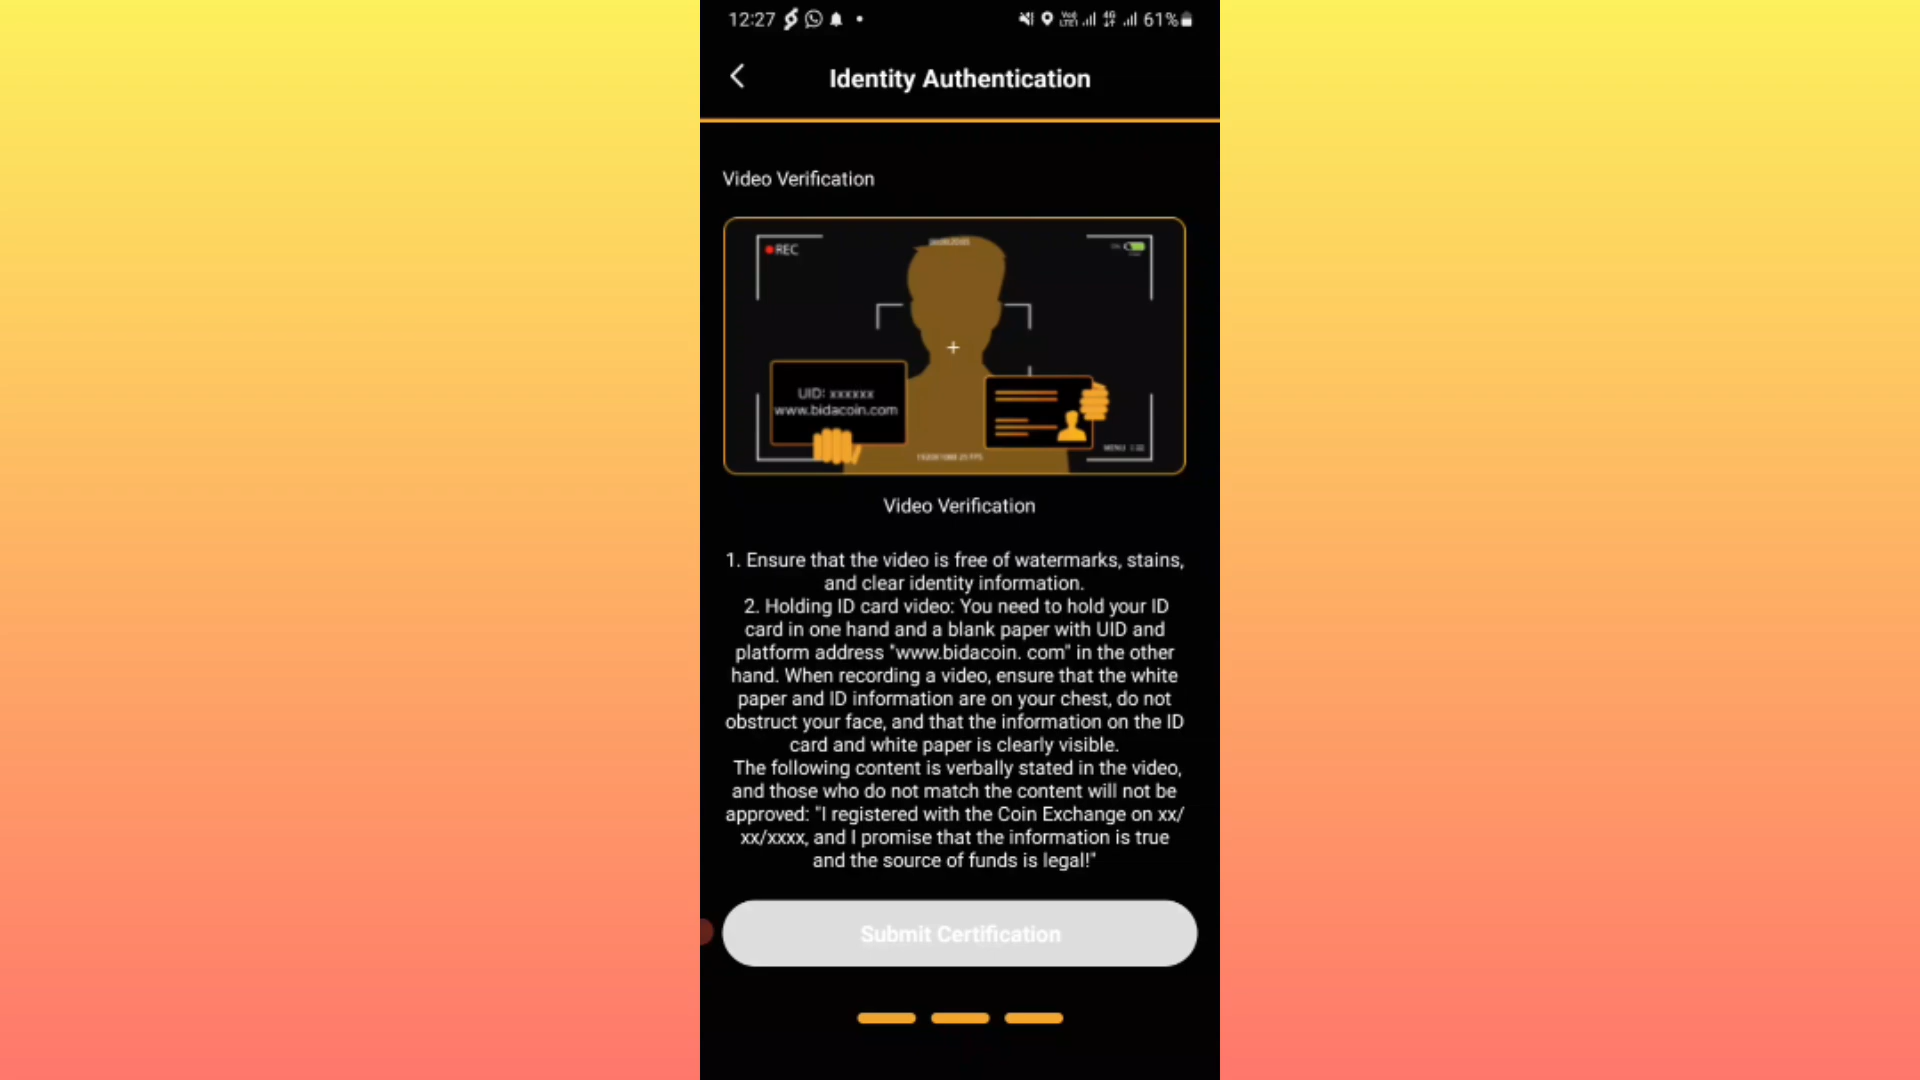 12:27
61%
Identity Authentication
Video Verification
REC
UID: xxxxxx
www.bidacoin.com
MENU
Video Verification
1. Ensure that the video is free of watermarks, stains,
and clear identity information.
2. Holding ID card video: You need to hold your ID
card in one hand and a blank paper with UID and
platform address "www.bidacoin. com" in the other
hand. When recording a video, ensure that the white
paper and ID information are on your chest, do not
obstruct your face, and that the information on the ID
card and white paper is clearly visible.
The following content is verbally stated in the video,
and those who do not match the content will not be
approved: "I registered with the Coin Exchange on xx/
xx/xxxx, and I promise that the information is true
and the source of funds is legal!"
Submit Certification